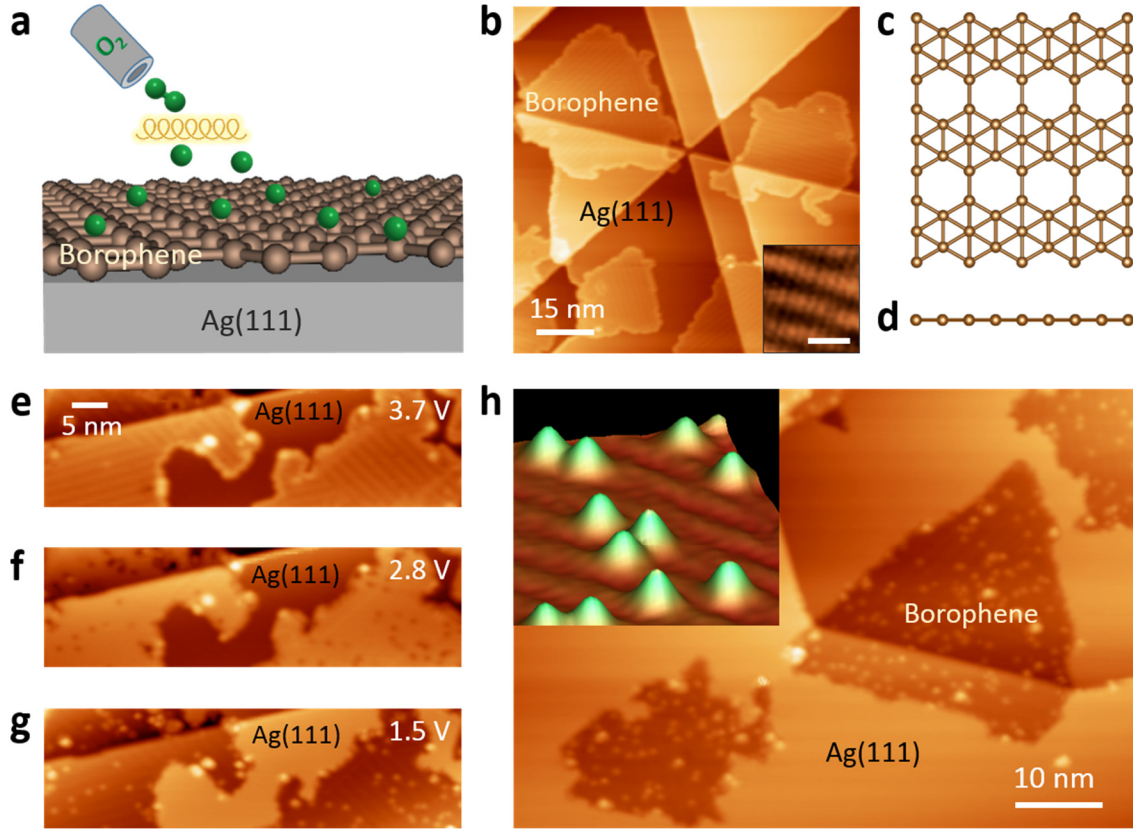 a
O₂
Borophene
Ag(111)
b
Borophene
Ag(111)
15 nm
c
d
e
5 nm
Ag(111)
3.7 V
f
Ag(111)
2.8 V
g
Ag(111)
1.5 V
h
Borophene
Ag(111)
10 nm